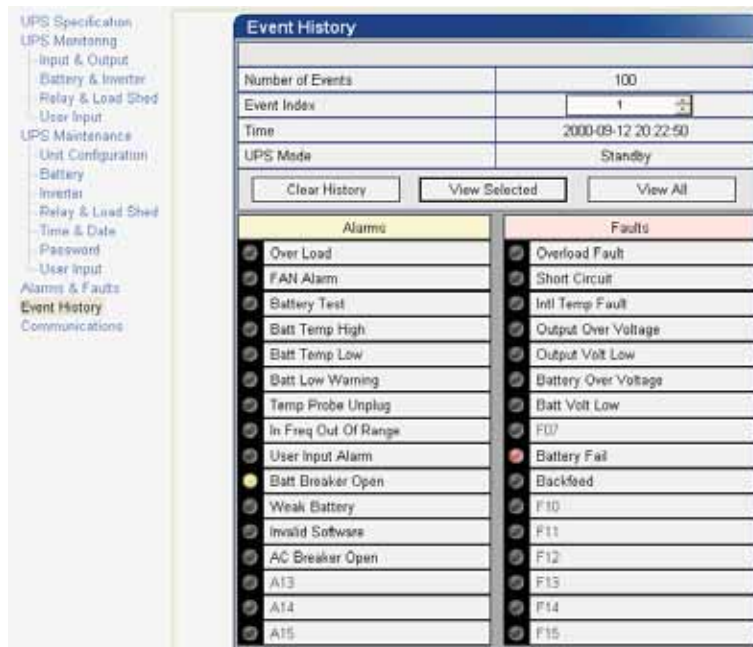 UPS Specification
UPS Monitoring
Input & Output
Battery & Inverter
Relay & Load Shed
User Input
UPS Maintenance
Unit Configuration
Battery
Inverter
Relay & Load Shed
Time & Date
Password
User Input
Alarms & Faults
Event History
Communications
Event History
Number of Events 100
Event Index 1
Time 2000-09-12 20:22:50
UPS Mode Standby
Clear History View Selected View All
Alarms Faults
Over Load Overload Fault
FAN Alarm Short Circuit
Battery Test Intl Temp Fault
Batt Temp High Output Over Voltage
Batt Temp Low Output Volt Low
Batt Low Warning Battery Over Voltage
Temp Probe Unplug Batt Volt Low
In Freq Out Of Range F07
User Input Alarm Battery Fail
Batt Breaker Open Backfeed
Weak Battery F10
Invalid Software F11
AC Breaker Open F12
A13 F13
A14 F14
A15 F15